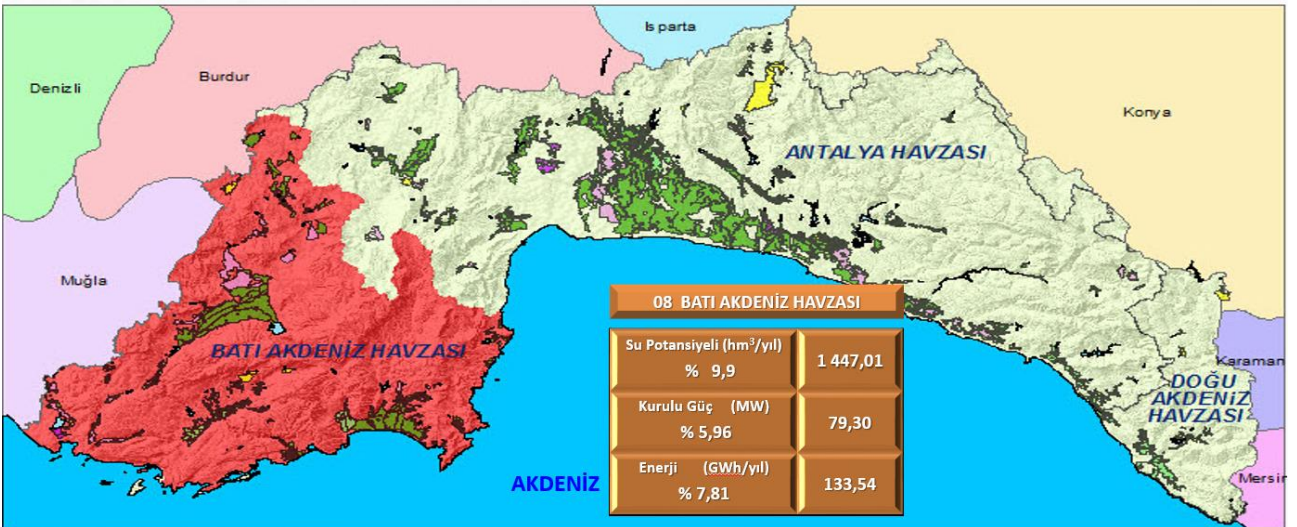 Isparta
Denizli
Burdur
Konya
ANTALYA HAVZASI
Muğla
08 BATI AKDENİZ HAVZASI
BATI AKDENİZ HAVZASI
Su Potansiyeli (hm³/yıl)
% 9,9
1 447,01
Karaman
DOĞU
AKDENİZ
HAVZASI
Kurulu Güç (MW)
% 5,96
79,30
AKDENİZ
Enerji (GWh/yıl)
% 7,81
133,54
Mersin